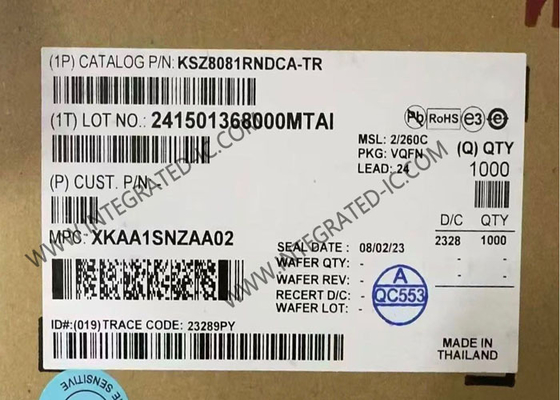 (1P) CATALOG P/N: KSZ8081RNDCA-TR
(1T) LOT NO.: 241501368000MTAI
Pb RoHS e3 e
MSL: 2/260C
PKG: VQFN
LEAD: 24
(Q) QTY
1000
(P) CUST. P/N -
MPC: XKAA1SNZAA02
D/C QTY
2328 1000
- -
- -
- -
SEAL DATE: 08/02/23
WAFER QTY: -
WAFER REV: -
RECERT D/C: -
WAFER LOT: -
A
QC553
ID#:(019) TRACE CODE: 23289PY
MADE IN
THAILAND
SENSITIVE
INTEGRATED-IC.COM
INTEGRATED-IC.COM